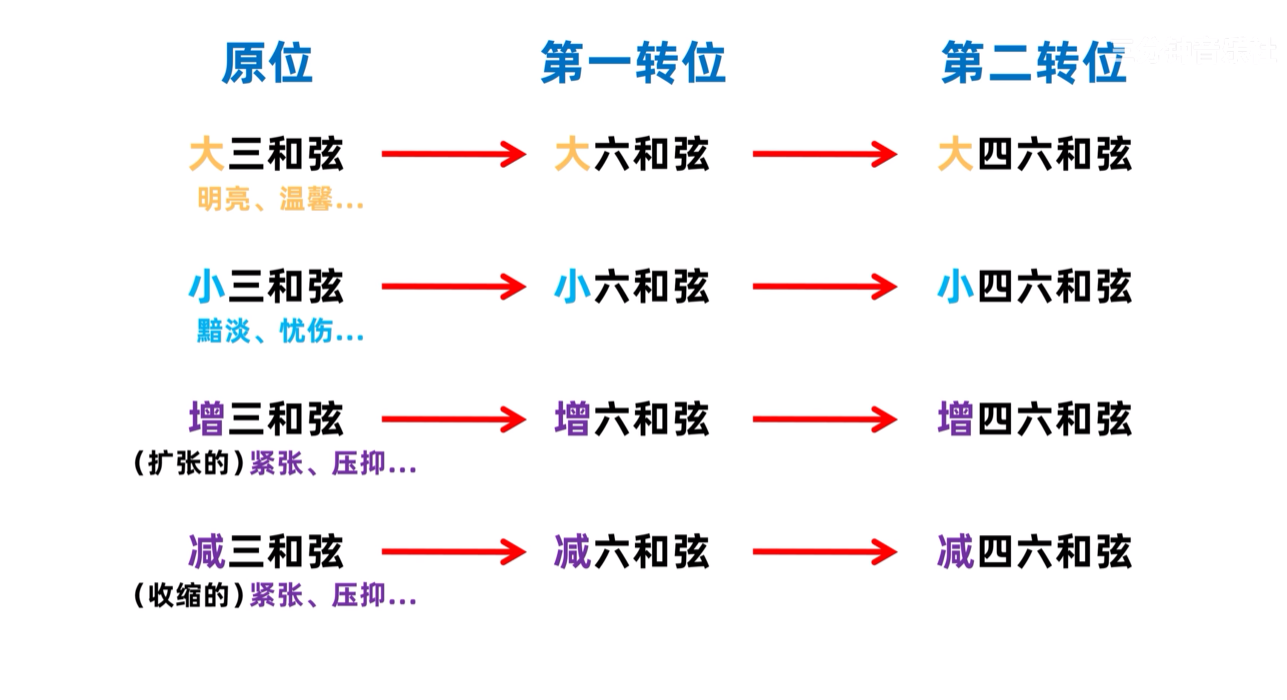 原位 第一转位 第二转位
大三和弦 大六和弦 大四六和弦
明亮、温馨...
小三和弦 小六和弦 小四六和弦
黯淡、忧伤...
增三和弦 增六和弦 增四六和弦
(扩张的)紧张、压抑...
减三和弦 减六和弦 减四六和弦
(收缩的)紧张、压抑...